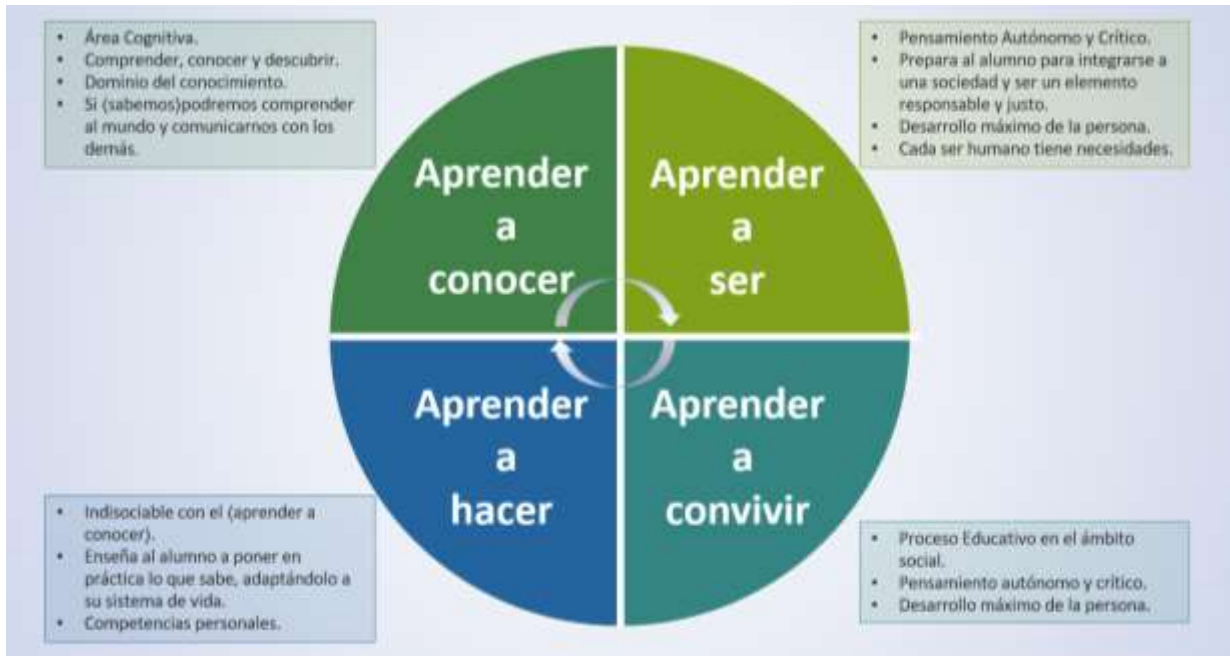 • Área Cognitiva.
• Comprender, conocer y descubrir.
• Dominio del conocimiento.
• Si (sabemos)podremos comprender
al mundo y comunicarnos con los
demás.
• Pensamiento Autónomo y Crítico.
• Prepara al alumno para integrarse a
una sociedad y ser un elemento
responsable y justo.
• Desarrollo máximo de la persona.
• Cada ser humano tiene necesidades.
Aprender
a
conocer
Aprender
a
ser
Aprender
a
hacer
Aprender
a
convivir
• Indisociable con el (aprender a
conocer).
• Enseña al alumno a poner en
práctica lo que sabe, adaptándolo a
su sistema de vida.
• Competencias personales.
• Proceso Educativo en el ámbito
social.
• Pensamiento autónomo y crítico.
• Desarrollo máximo de la persona.